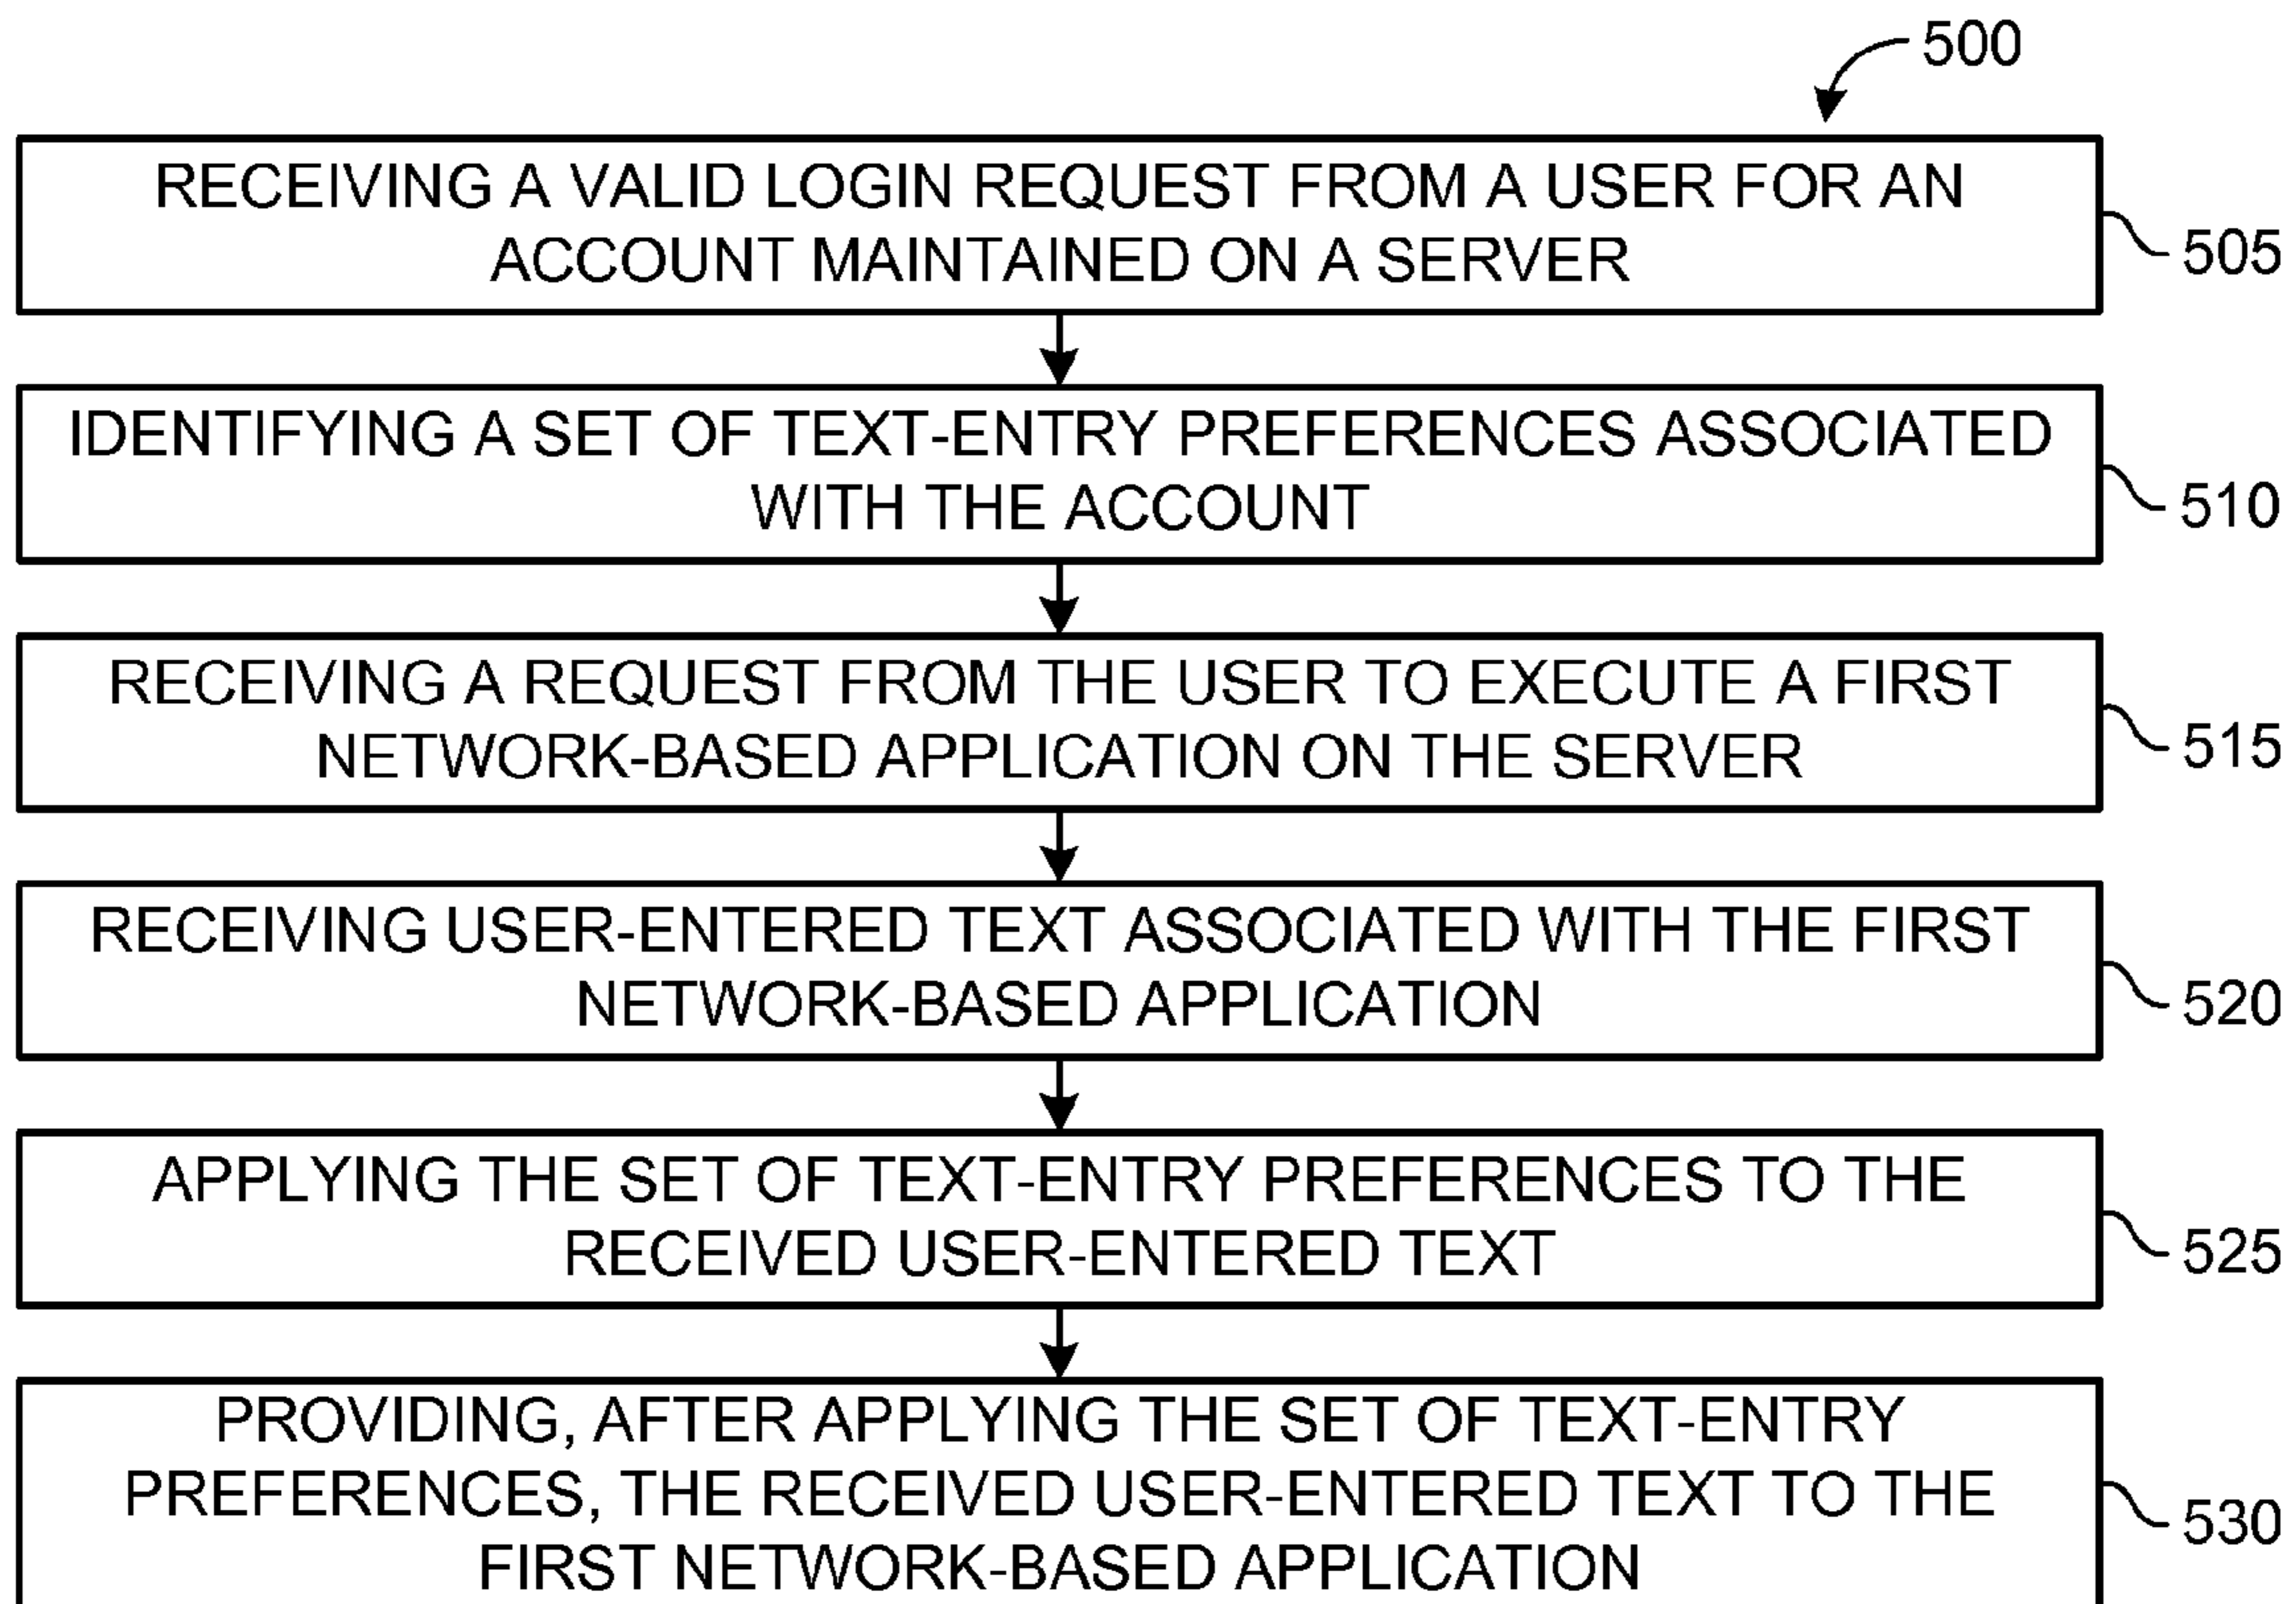 500
RECEIVING A VALID LOGIN REQUEST FROM A USER FOR AN
ACCOUNT MAINTAINED ON A SERVER
505
IDENTIFYING A SET OF TEXT-ENTRY PREFERENCES ASSOCIATED
WITH THE ACCOUNT
510
RECEIVING A REQUEST FROM THE USER TO EXECUTE A FIRST
NETWORK-BASED APPLICATION ON THE SERVER
515
RECEIVING USER-ENTERED TEXT ASSOCIATED WITH THE FIRST
NETWORK-BASED APPLICATION
520
APPLYING THE SET OF TEXT-ENTRY PREFERENCES TO THE
RECEIVED USER-ENTERED TEXT
525
PROVIDING, AFTER APPLYING THE SET OF TEXT-ENTRY
PREFERENCES, THE RECEIVED USER-ENTERED TEXT TO THE
FIRST NETWORK-BASED APPLICATION
530